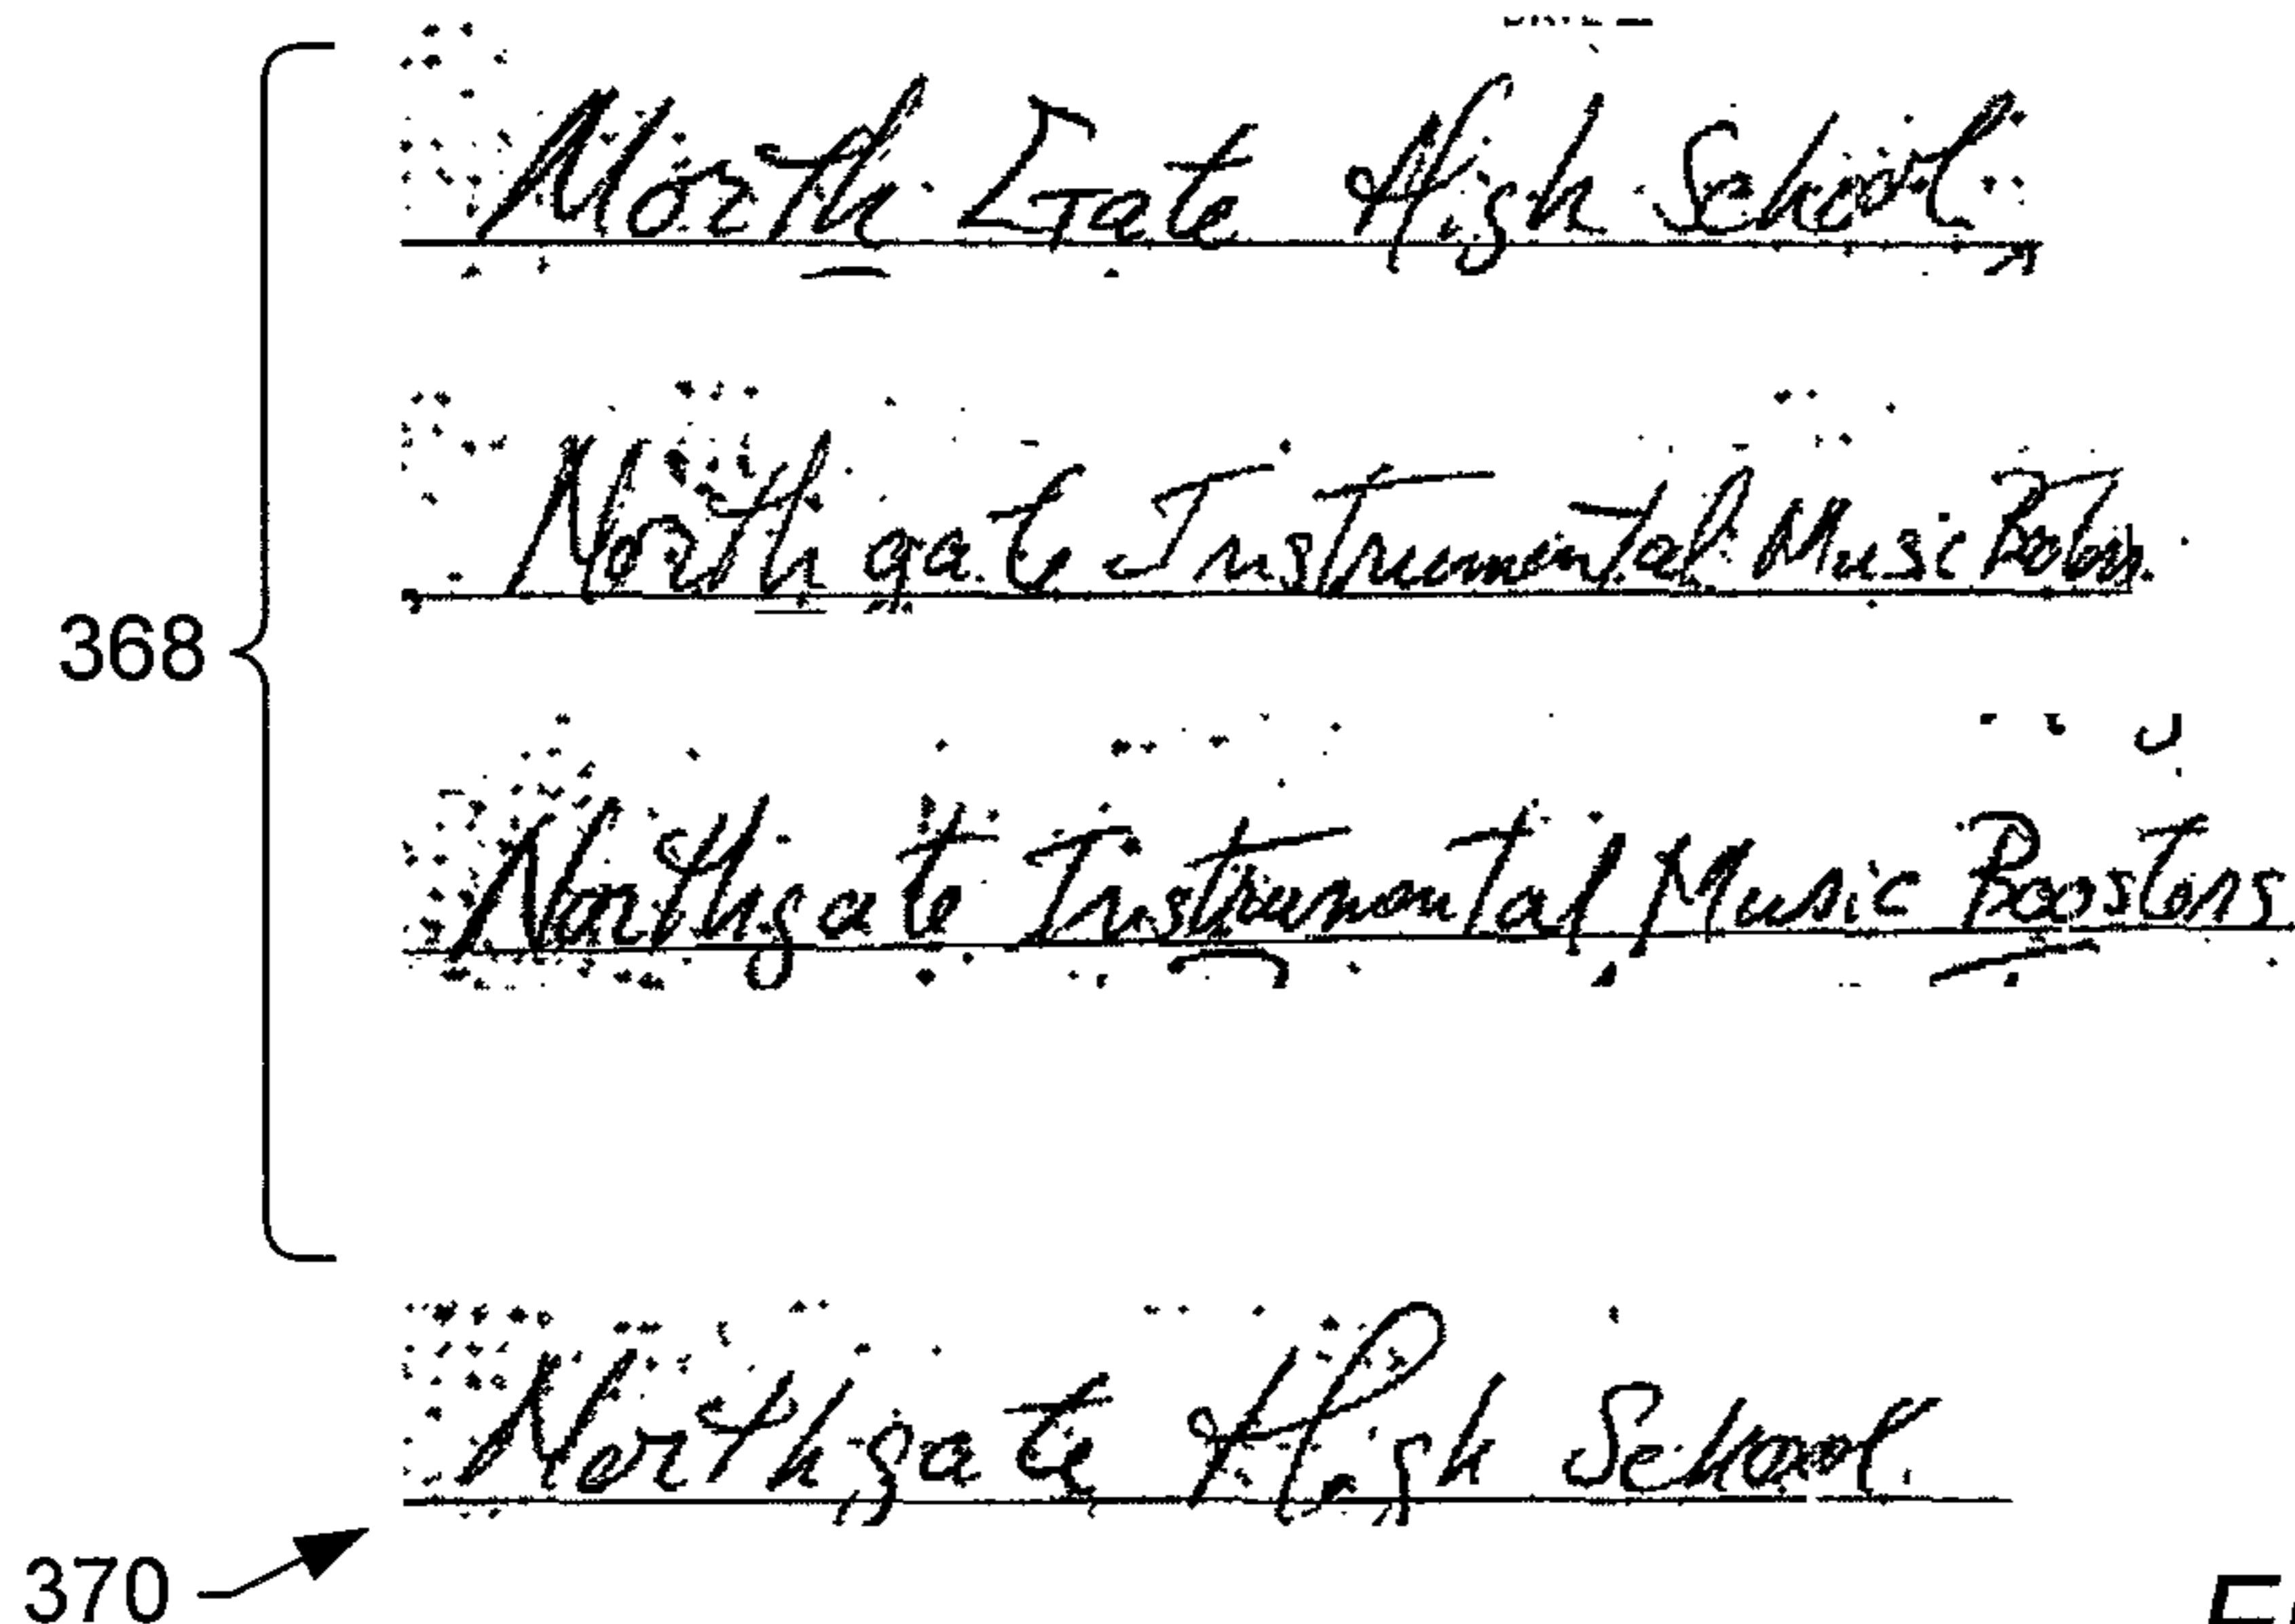 North Gate High School
Northgate Instrumental Music
368
Northgate Instrumental Music Boosters
Northgate High School
370